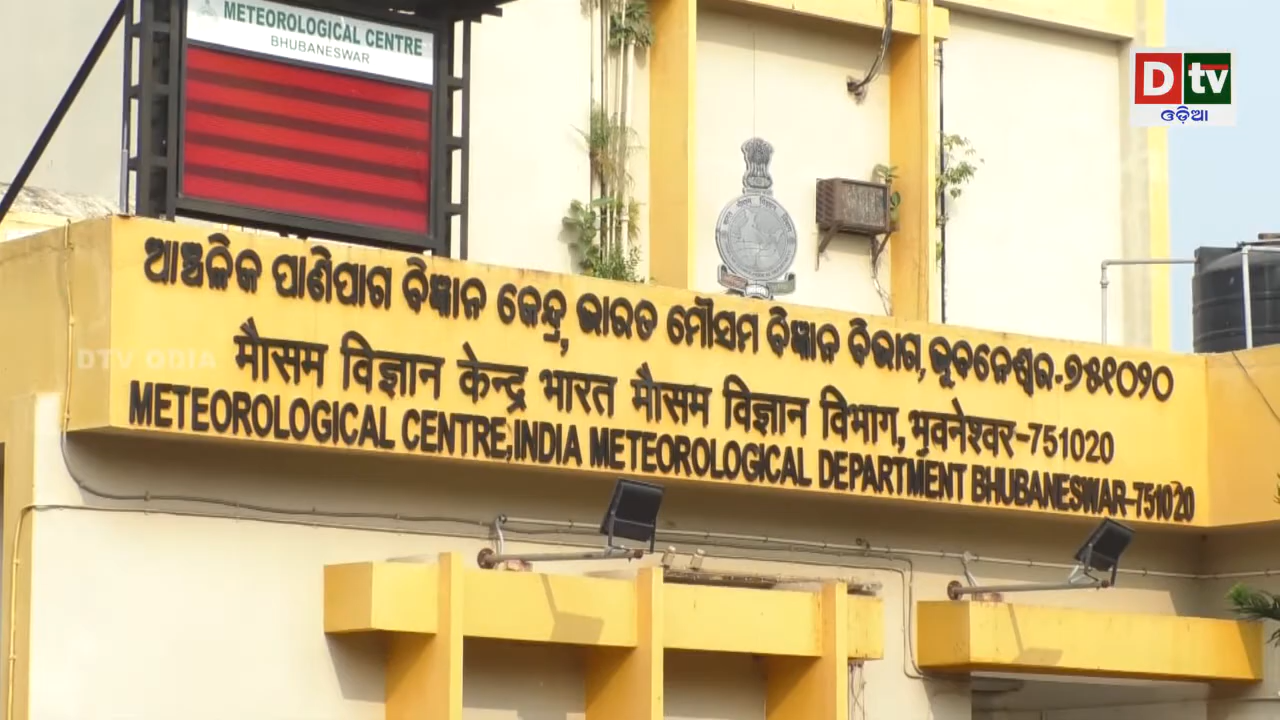 METEOROLOGICAL CENTRE
BHUBANESWAR
D tv
ଓଡ଼ିଆ
ଆଞ୍ଚଳିକ ପାଣିପାଗ ବିଜ୍ଞାନ କେନ୍ଦ୍ର, ଭାରତ ମୌସମ ବିଜ୍ଞାନ ବିଭାଗ, ଭୁବନେଶ୍ୱର-୭୫୧୦୨୦
DTV ODIA
मौसम विज्ञान केन्द्र भारत मौसम विज्ञान विभाग, भुवनेश्वर-751020
METEOROLOGICAL CENTRE,INDIA METEOROLOGICAL DEPARTMENT BHUBANESWAR-751020